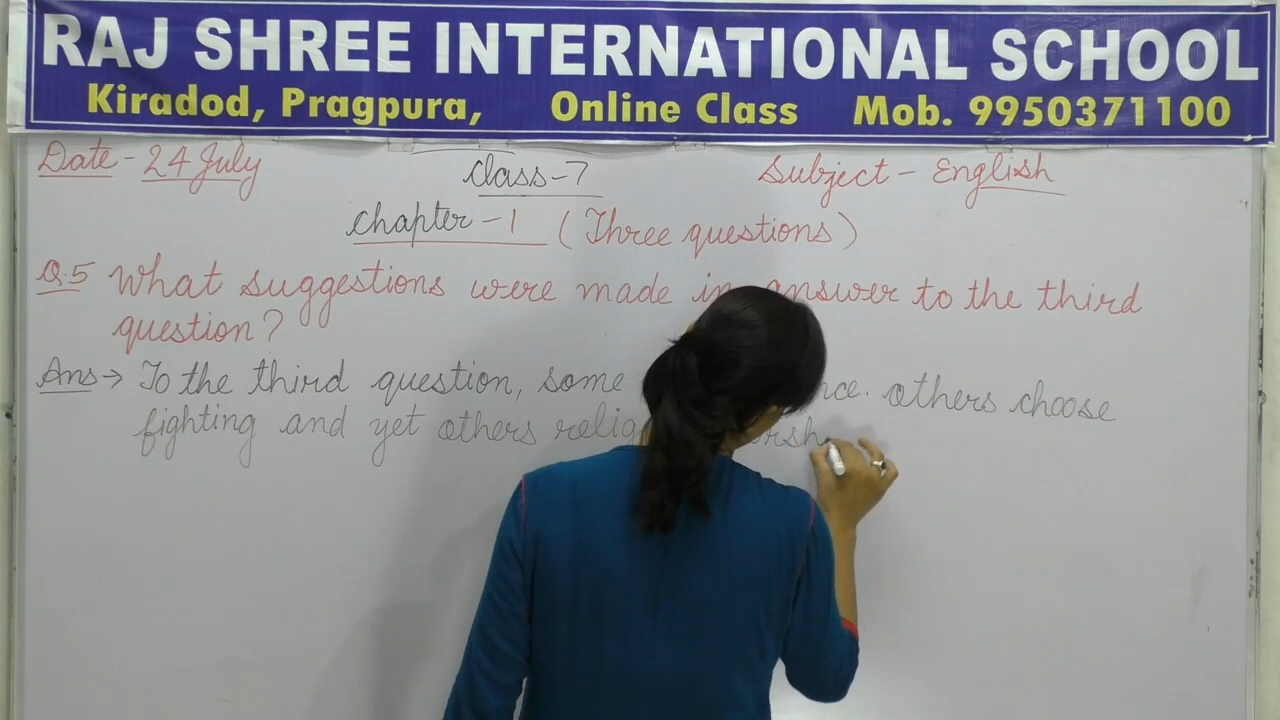 RAJ SHREE INTERNATIONAL SCHOOL
Kiradod, Pragpura, Online Class Mob. 9950371100
Date - 24 July Class-7 Subject - English
Chapter - 1 (Three questions)
Q.5 What suggestions were made in answer to the third
question?
Ans → To the third question, some others choose
fighting and yet others